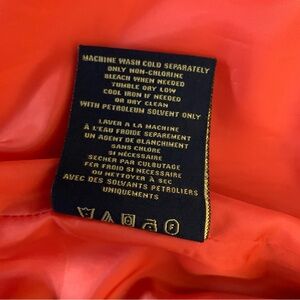 MACHINE WASH COLD SEPARATELY
ONLY NON-CHLORINE
BLEACH WHEN NEEDED
TUMBLE DRY LOW
COOL IRON IF NEEDED
OR DRY CLEAN
WITH PETROLEUM SOLVENT ONLY
LAVER A LA MACHINE
À L'EAU FROIDE SEPAREMENT
UN AGENT DE BLANCHIMENT
SANS CHLORE
SI NÉCESSAIRE
SECHER PAR CULBUTAGE
FER FROID SI NÉCESSAIRE
OU NETTOYER À SEC
AVEC DES SOLVANTS PETROLIERS
UNIQUEMENTS